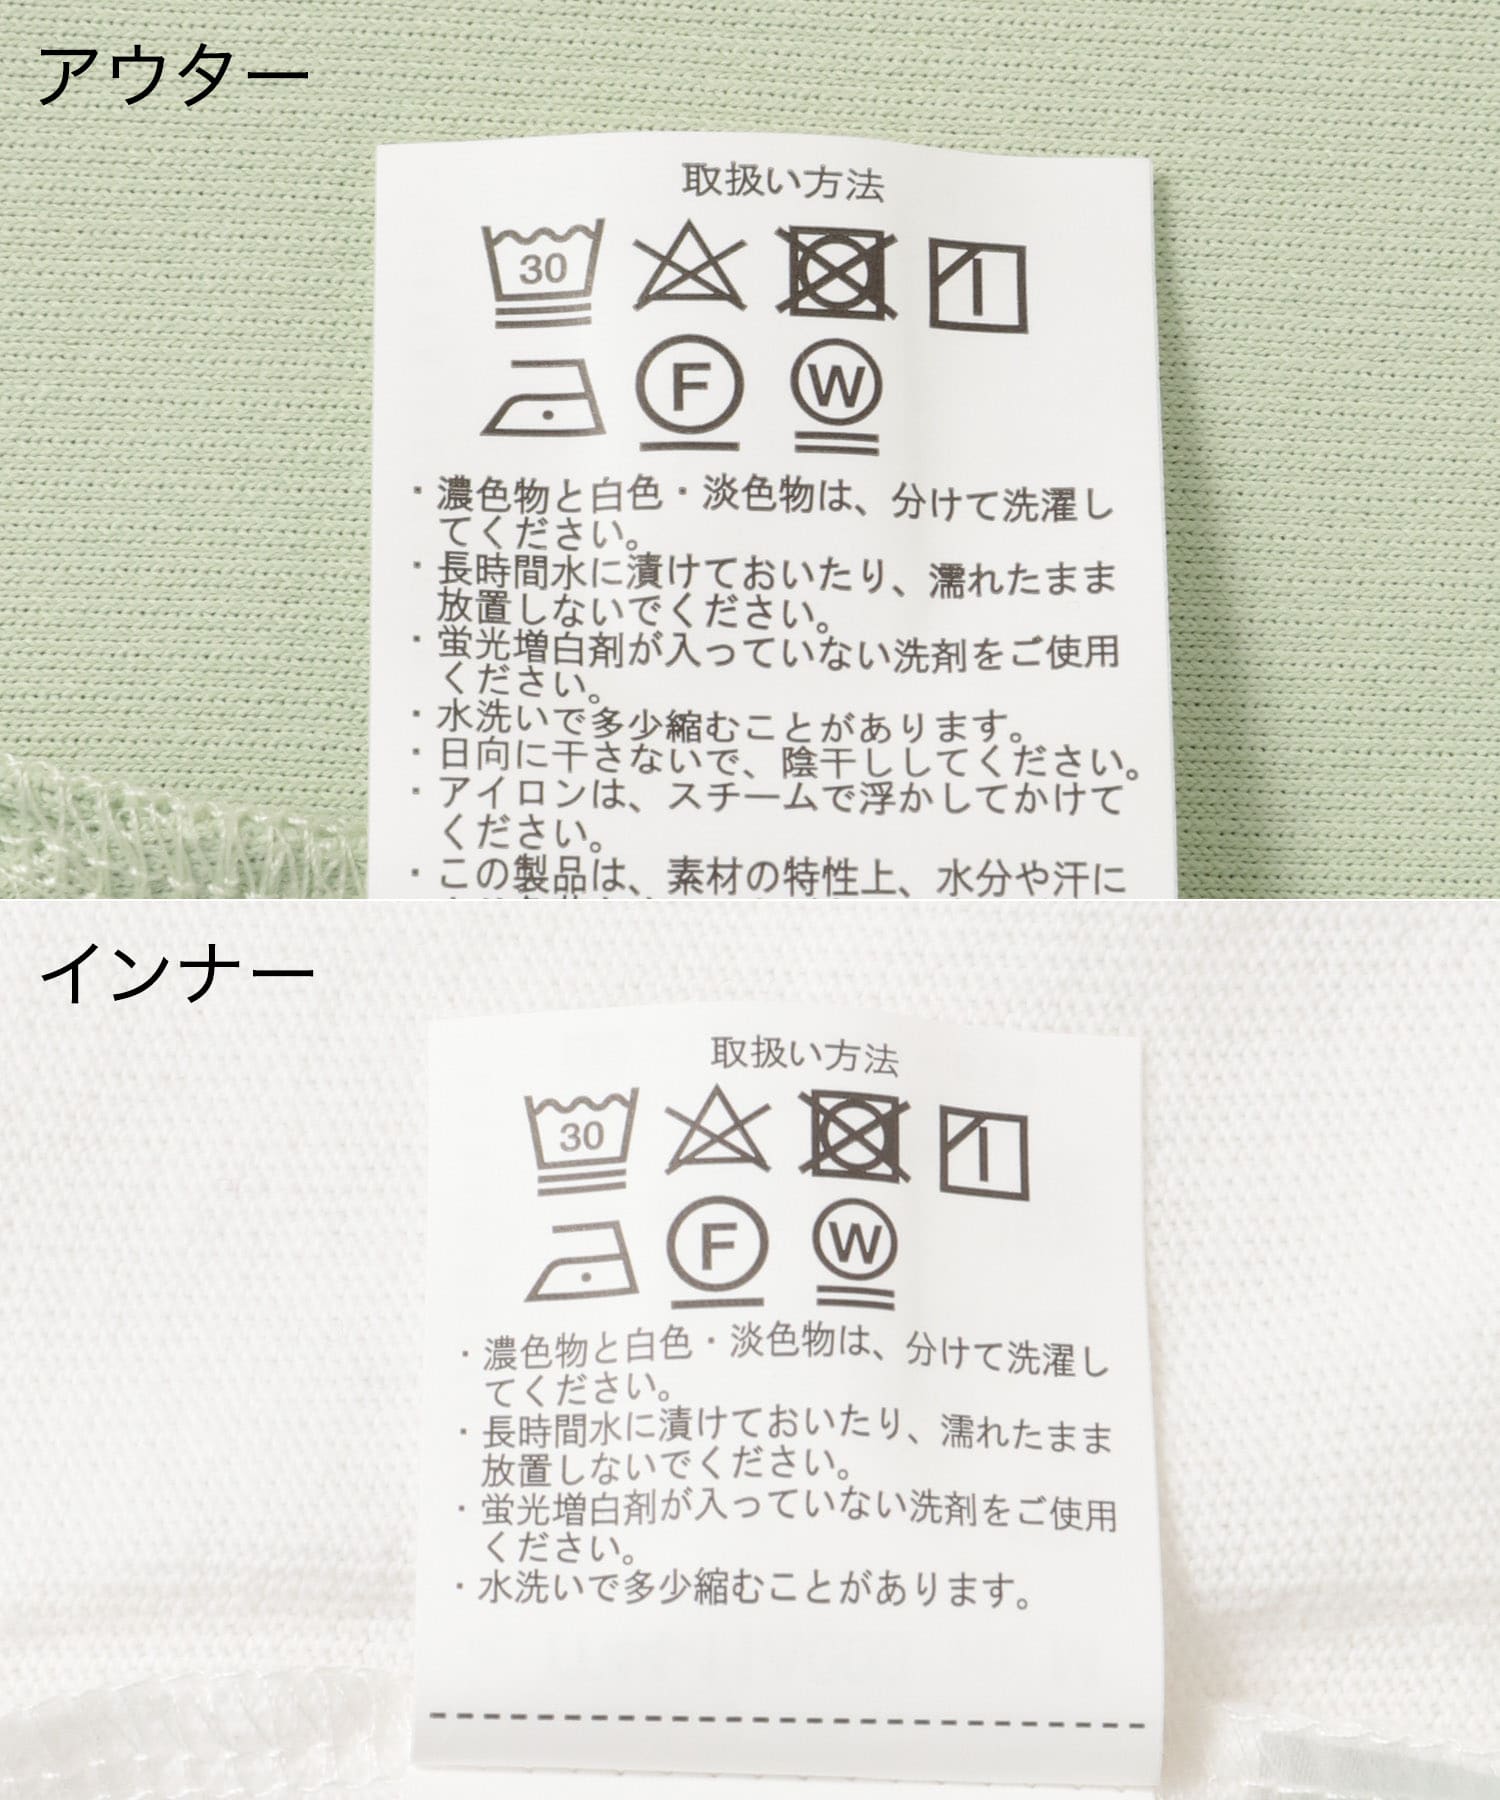 アウター
取扱い方法
30
F
W
・濃色物と白色・淡色物は、分けて洗濯し
てください。
・長時間水に漬けておいたり、濡れたまま
放置しないでください。
・蛍光増白剤が入っていない洗剤をご使用
ください。
・水洗いで多少縮むことがあります。
・日向に干さないで、陰干ししてください。
・アイロンは、スチームで浮かしてかけて
ください。
・この製品は、素材の特性上、水分や汗に
インナー
取扱い方法
30
F
W
・濃色物と白色・淡色物は、分けて洗濯し
てください。
・長時間水に漬けておいたり、濡れたまま
放置しないでください。
・蛍光増白剤が入っていない洗剤をご使用
ください。
・水洗いで多少縮むことがあります。